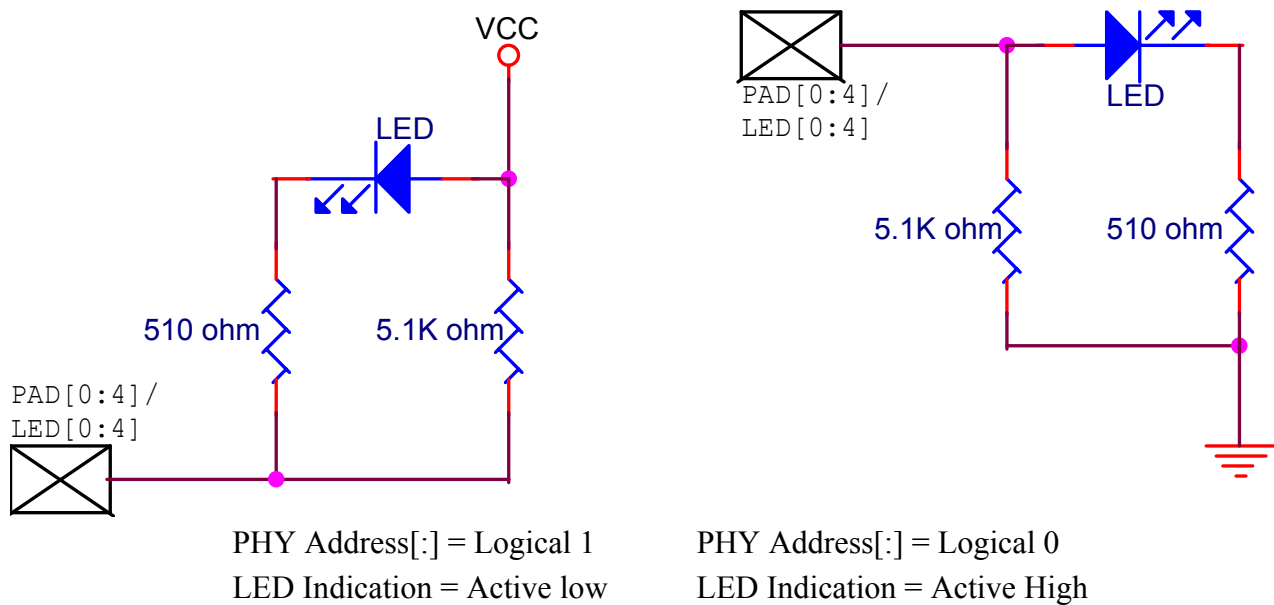 VCC
LED
510 ohm
5.1K ohm
PAD[0:4]/
LED[0:4]
PAD[0:4]/
LED[0:4]
LED
5.1K ohm
510 ohm
PHY Address[:] = Logical 1
LED Indication = Active low
PHY Address[:] = Logical 0
LED Indication = Active High